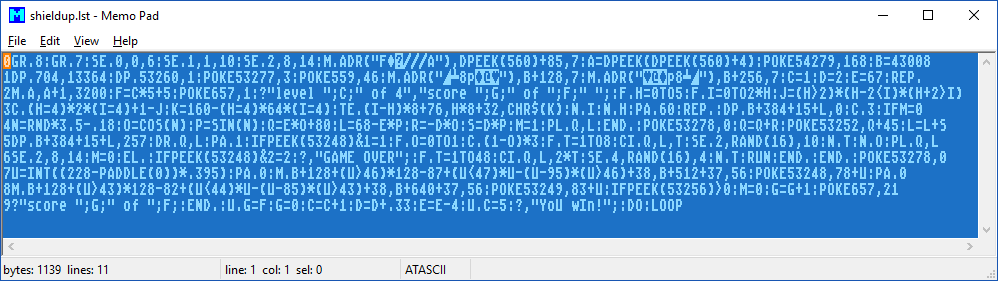 shieldup.lst - Memo Pad
File Edit View Help
0GR.8:GR.7:SE.0,0,6:SE.1,1,10:SE.2,8,14:M.ADR("F♦?///A"),DPEEK(560)+85,7:A=DPEEK(DPEEK(560)+4):POKE54279,168:B=43008
1DP.704,13364:DP.53260,1:POKE53277,3:POKE559,46:M.ADR("◢┷8p"),B+128,7:M.ADR("p8┷◢"),B+256,7:C=1:D=2:E=67:REP.
2M.A,A+1,3200:F=C*5+5:POKE657,1:?"level ";C;" of 4","score ";G;" of ";F;" ";:F.H=0TO5:F.I=0TO2*H:J=(H>2)*(H-2<I)*(H+2>I)
3C.(H=4)*2*(I=4)+1-J:K=160-(H=4)*64*(I=4):TE.(I-H)*8+76,H*8+32,CHR$(K):N.I:N.H:PA.60:REP.:DP.B+384+15+L,0:C.3:IFM=0
4N=RND*3.5-.18:O=COS(N):P=SIN(N):Q=E*O+80:L=68-E*P:R=-D*O:S=D*P:M=1:PL.Q,L:END.:POKE53278,0:Q=Q+R:POKE53252,Q+45:L=L+S
5DP.B+384+15+L,257:DR.Q,L:PA.1:IFPEEK(53248)&1=1:F.O=0TO1:C.(1-O)*3:F.T=1TO8:CI.Q,L,T:SE.2,RAND(16),10:N.T:N.O:PL.Q,L
6SE.2,8,14:M=0:EL.:IFPEEK(53248)&2=2:?,"GAME OVER";:F.T=1TO48:CI.Q,L,2*T:SE.4,RAND(16),4:N.T:RUN:END.:END.:POKE53278,0
7U=INT((228-PADDLE(0))*.395):PA.0:M.B+128+(U>46)*128-87+(U<47)*U-(U-95)*(U>46)+38,B+512+37,56:POKE53248,78+U:PA.0
8M.B+128+(U>43)*128-82+(U<44)*U-(U-85)*(U>43)+38,B+640+37,56:POKE53249,83+U:IFPEEK(53256)>0:M=0:G=G+1:POKE657,21
9?"score ";G;" of ";F;:END.:U.G=F:G=0:C=C+1:D=D+.33:E=E-4:U.C=5:?,"YoU wIn!";:DO:LOOP
bytes: 1139 lines: 11 line: 1 col: 1 sel: 0 ATASCII